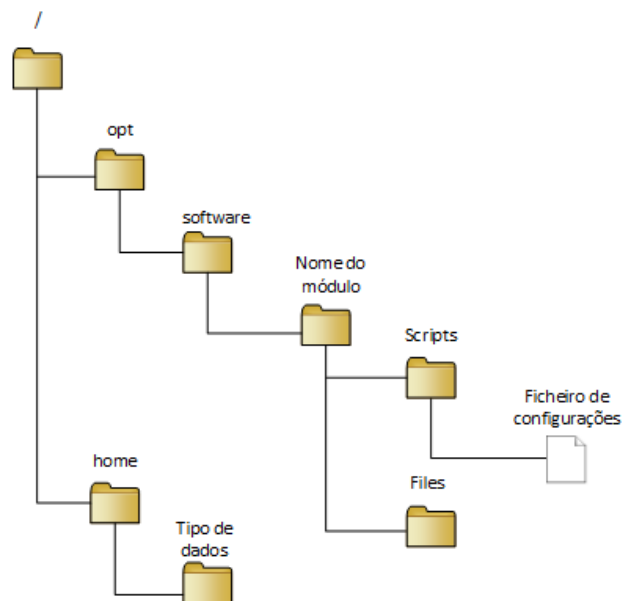 /
opt
software
Nome do
módulo
Scripts
Ficheiro de
configurações
home
Files
Tipo de
dados